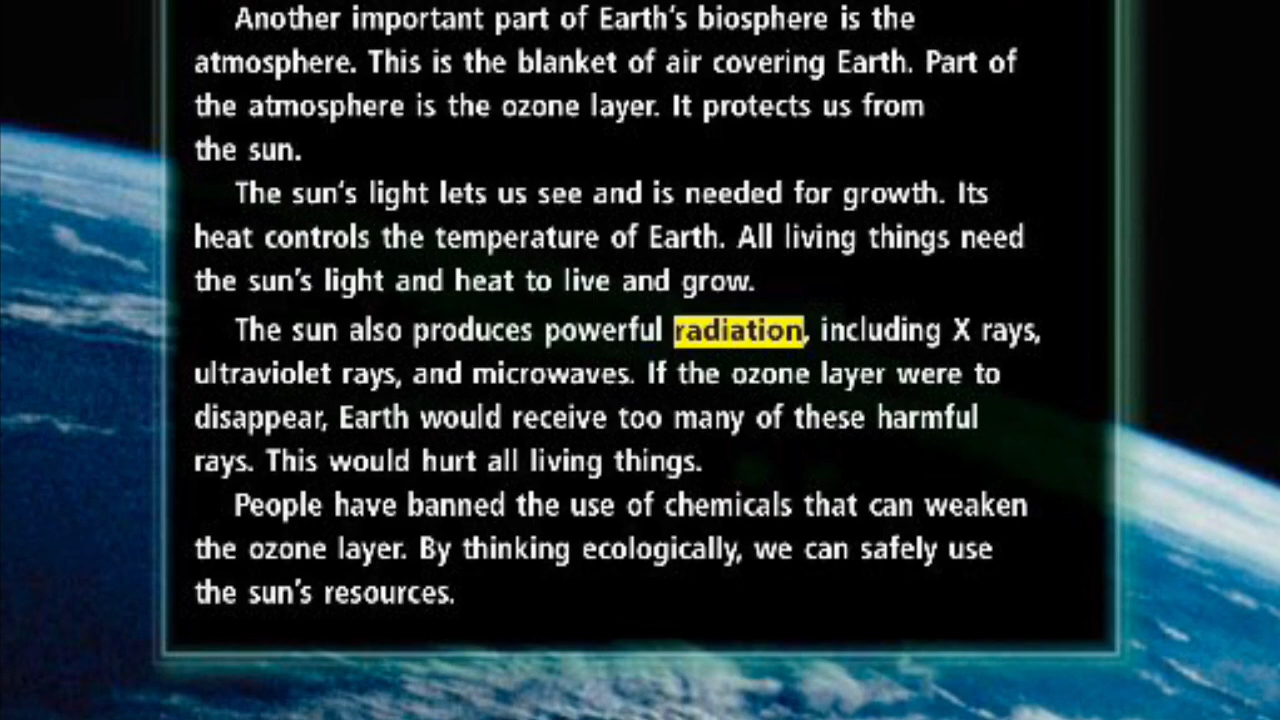 Another important part of Earth's biosphere is the
atmosphere. This is the blanket of air covering Earth. Part of
the atmosphere is the ozone layer. It protects us from
the sun.
The sun's light lets us see and is needed for growth. Its
heat controls the temperature of Earth. All living things need
the sun's light and heat to live and grow.
The sun also produces powerful radiation, including X rays,
ultraviolet rays, and microwaves. If the ozone layer were to
disappear, Earth would receive too many of these harmful
rays. This would hurt all living things.
People have banned the use of chemicals that can weaken
the ozone layer. By thinking ecologically, we can safely use
the sun's resources.